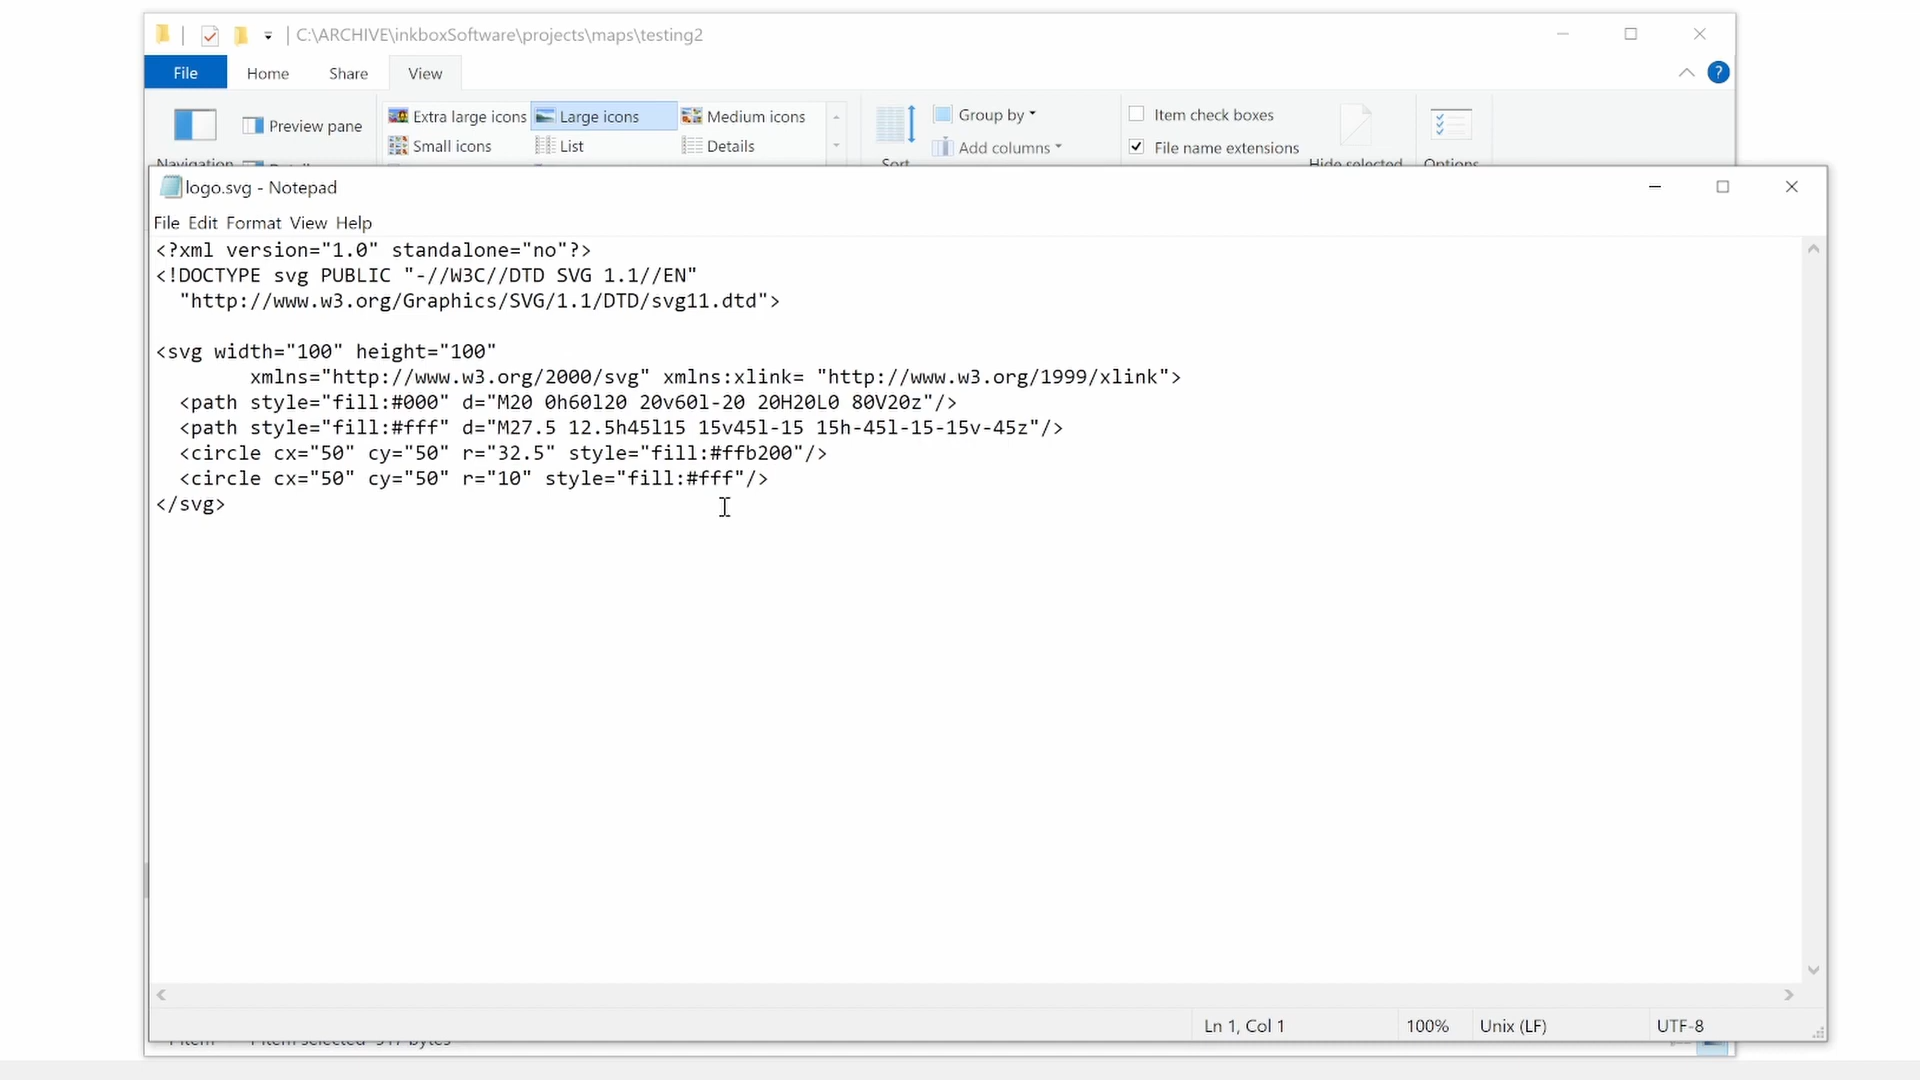 C:\ARCHIVE\inkboxSoftware\projects\maps\testing2
File Home Share View
?
Preview pane
Extra large icons Large icons Medium icons
Small icons List Details
Group by
Add columns
Item check boxes
File name extensions
Navigation
Sort
Hide selected
Options
logo.svg - Notepad
File Edit Format View Help
<?xml version="1.0" standalone="no"?>
<!DOCTYPE svg PUBLIC "-//W3C//DTD SVG 1.1//EN"
  "http://www.w3.org/Graphics/SVG/1.1/DTD/svg11.dtd">
<svg width="100" height="100"
        xmlns="http://www.w3.org/2000/svg" xmlns:xlink= "http://www.w3.org/1999/xlink">
  <path style="fill:#000" d="M20 0h60l20 20v60l-20 20H20L0 80V20z"/>
  <path style="fill:#fff" d="M27.5 12.5h45l15 15v45l-15 15h-45l-15-15v-45z"/>
  <circle cx="50" cy="50" r="32.5" style="fill:#ffb200"/>
  <circle cx="50" cy="50" r="10" style="fill:#fff"/>
</svg>
Ln 1, Col 1 100% Unix (LF) UTF-8